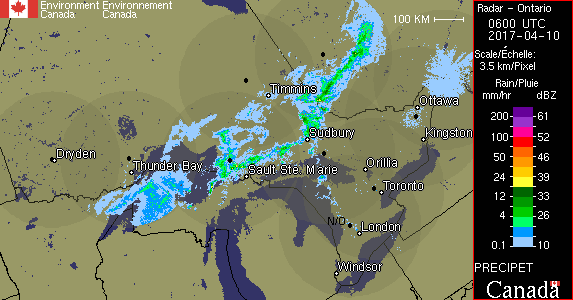 Environment Environnement
Canada Canada
100 KM
Timmins
Ottawa
Sudbury
Kingston
Dryden
Thunder Bay
Sault Ste. Marie
Orillia
Toronto
N/D
London
Windsor
Radar - Ontario
0600 UTC
2017-04-10
Scale/Échelle:
3.5 km/Pixel
Rain/Pluie
mm/hr dBZ
200 61
100 52
50 46
24 39
12 33
4 26
0.1 10
PRECIPET
Canada